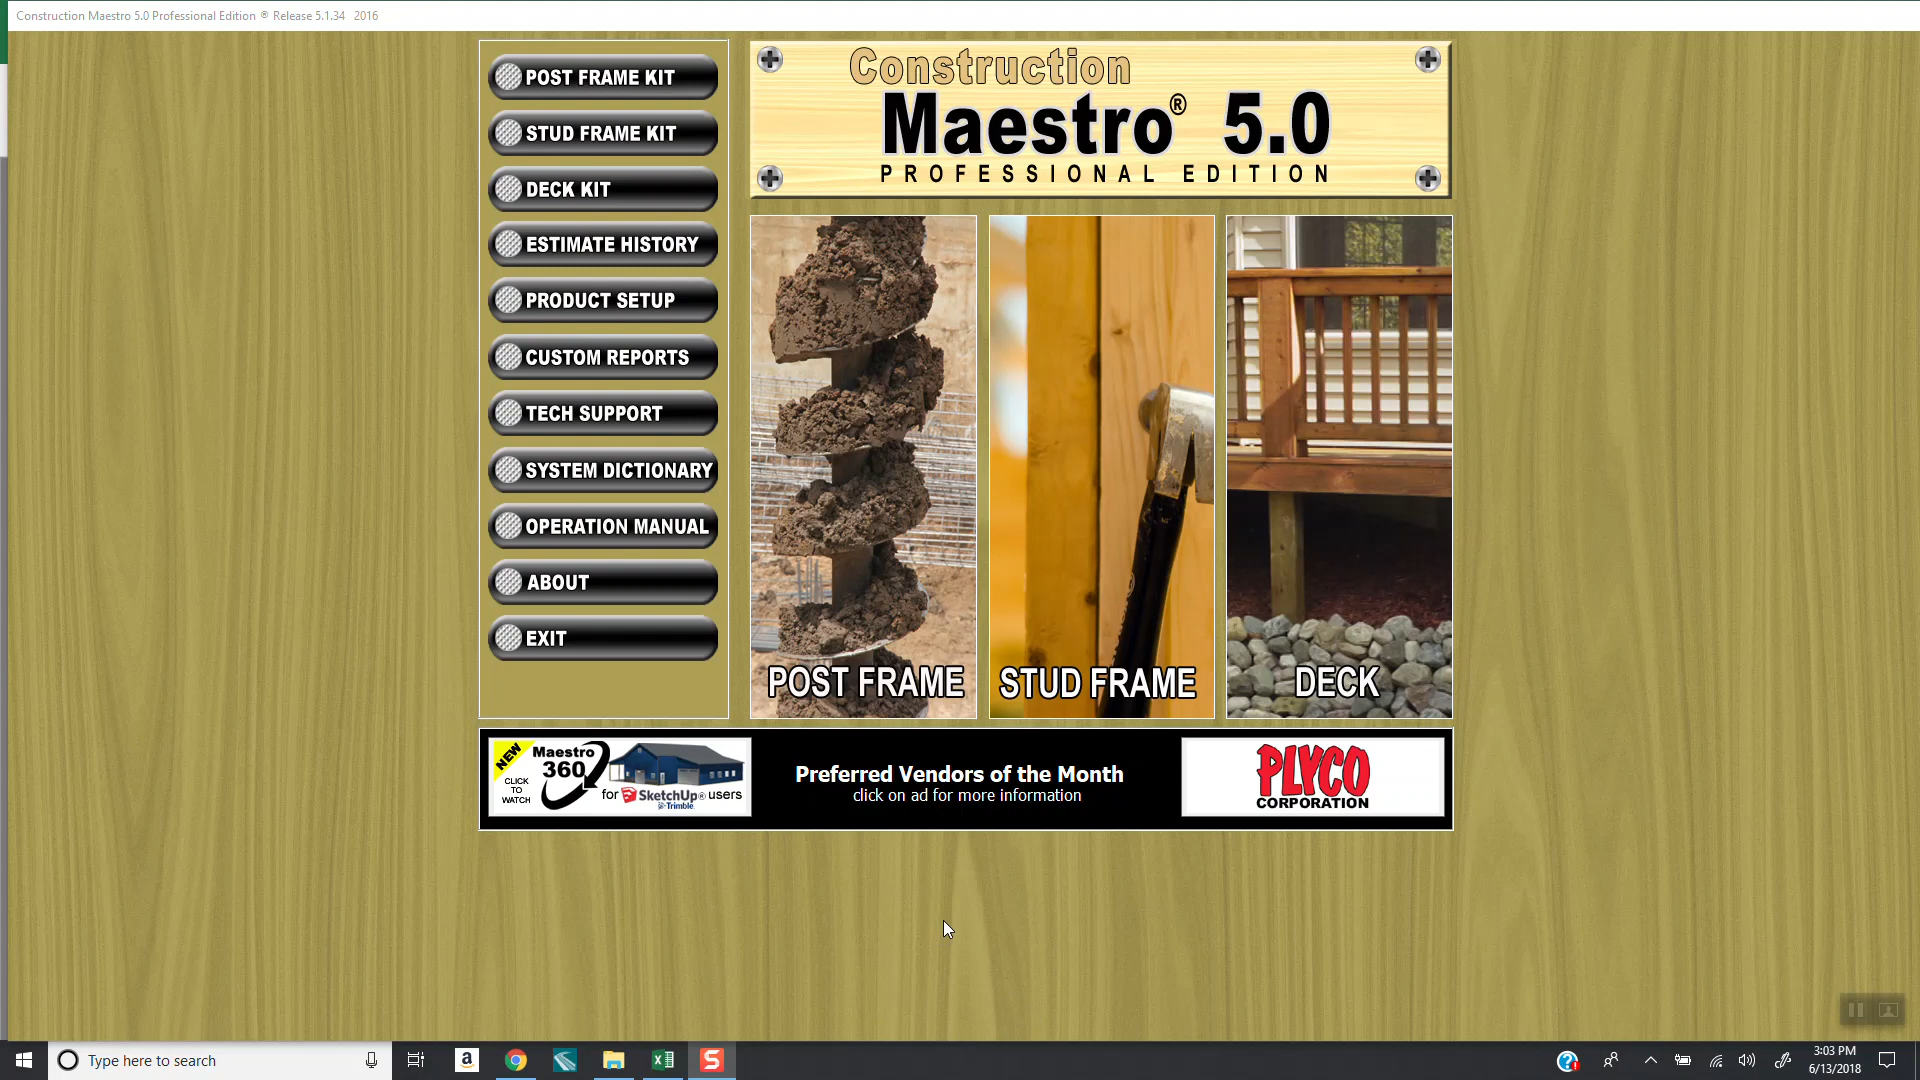 Construction Maestro 5.0 Professional Edition ® Release 5.1.34 2016
POST FRAME KIT
STUD FRAME KIT
DECK KIT
ESTIMATE HISTORY
PRODUCT SETUP
CUSTOM REPORTS
TECH SUPPORT
SYSTEM DICTIONARY
OPERATION MANUAL
ABOUT
EXIT
Construction
Maestro® 5.0
PROFESSIONAL EDITION
POST FRAME
STUD FRAME
DECK
NEW
CLICK
TO
WATCH
Maestro
360
for SketchUp® users
Trimble
Preferred Vendors of the Month
click on ad for more information
PLYCO
CORPORATION
Type here to search
a
S
3:03 PM
6/13/2018